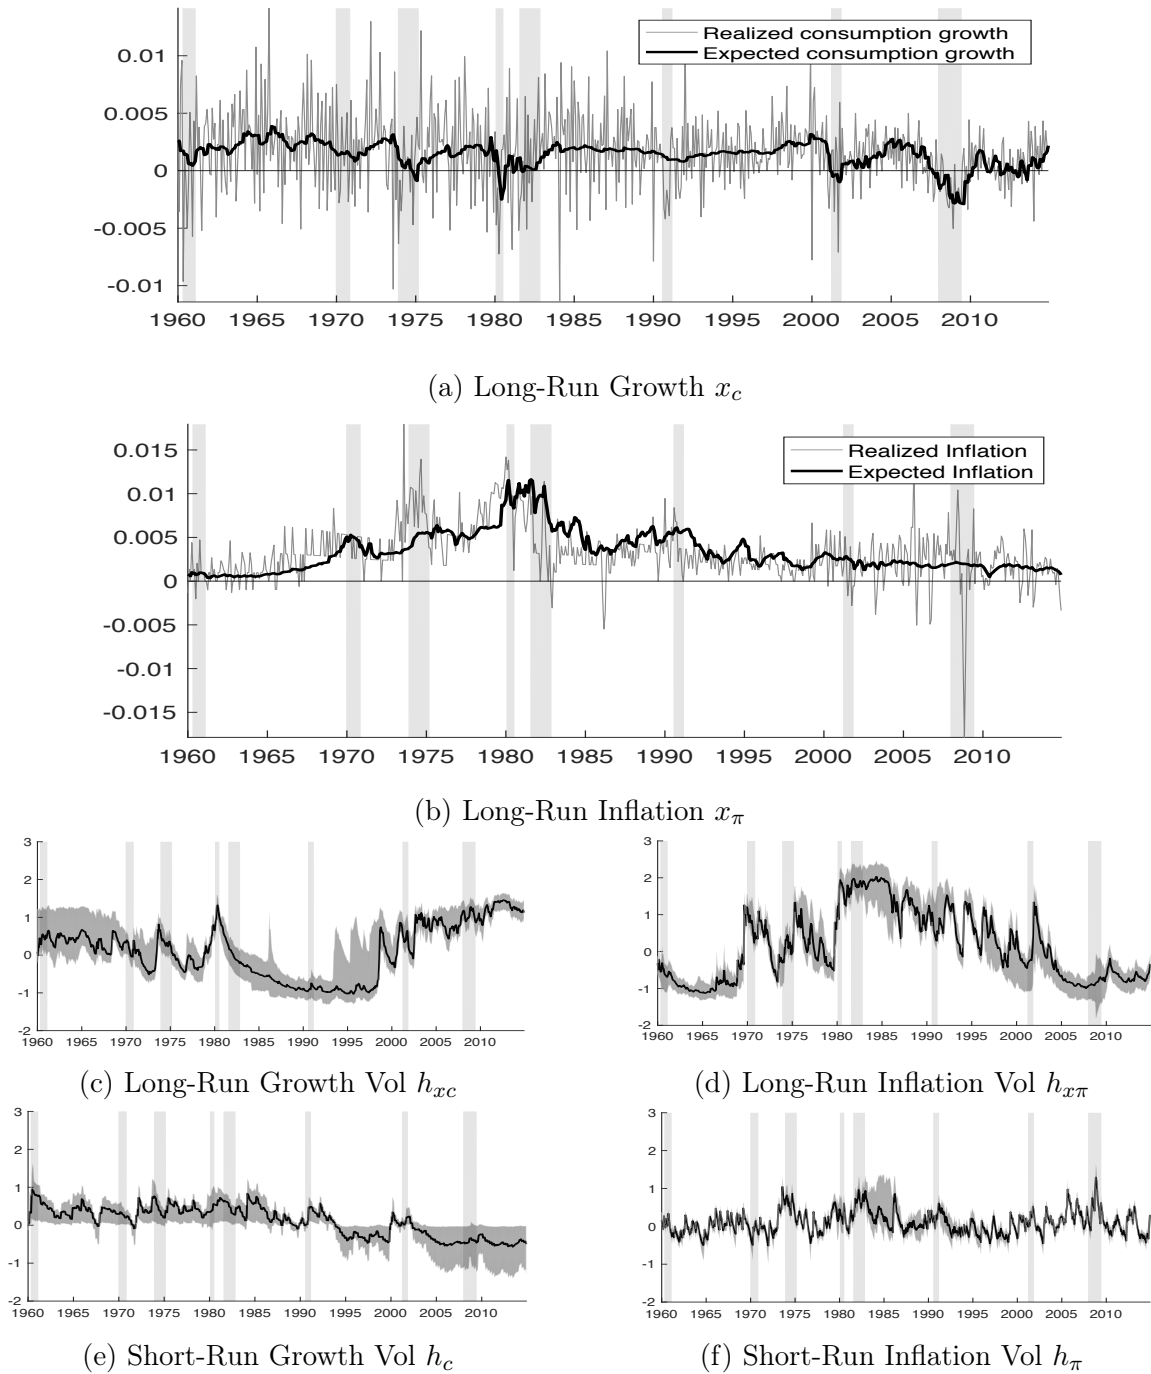 Realized consumption growth
Expected consumption growth
0.01
0.005
0
-0.005
-0.01
1960 1965 1970 1975 1980 1985 1990 1995 2000 2005 2010
(a) Long-Run Growth x_c
Realized Inflation
Expected Inflation
0.015
0.01
0.005
0
-0.005
-0.01
-0.015
1960 1965 1970 1975 1980 1985 1990 1995 2000 2005 2010
(b) Long-Run Inflation x_π
3
2
1
0
-1
-2
1960 1965 1970 1975 1980 1985 1990 1995 2000 2005 2010
(c) Long-Run Growth Vol h_{xc}
3
2
1
0
-1
-2
1960 1965 1970 1975 1980 1985 1990 1995 2000 2005 2010
(d) Long-Run Inflation Vol h_{xπ}
3
2
1
0
-1
-2
1960 1965 1970 1975 1980 1985 1990 1995 2000 2005 2010
(e) Short-Run Growth Vol h_c
3
2
1
0
-1
-2
1960 1965 1970 1975 1980 1985 1990 1995 2000 2005 2010
(f) Short-Run Inflation Vol h_π